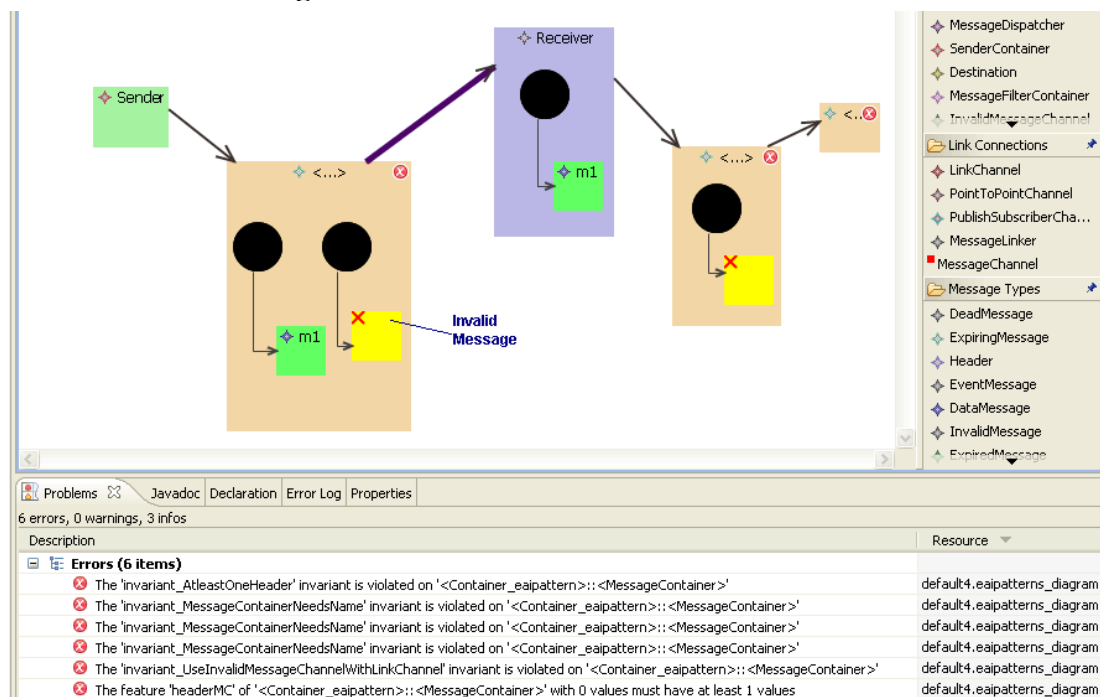 Sender
<...>
m1
Invalid
Message
Receiver
m1
<...>
<..
MessageDispatcher
SenderContainer
Destination
MessageFilterContainer
InvalidMessageChannel
Link Connections
LinkChannel
PointToPointChannel
PublishSubscriberCha...
MessageLinker
MessageChannel
Message Types
DeadMessage
ExpiringMessage
Header
EventMessage
DataMessage
InvalidMessage
ExpiredMessage
Problems Javadoc Declaration Error Log Properties
6 errors, 0 warnings, 3 infos
Description Resource
Errors (6 items)
The 'invariant_AtleastOneHeader' invariant is violated on '<Container_eaipattern>::<MessageContainer>' default4.eaipatterns_diagram
The 'invariant_MessageContainerNeedsName' invariant is violated on '<Container_eaipattern>::<MessageContainer>' default4.eaipatterns_diagram
The 'invariant_MessageContainerNeedsName' invariant is violated on '<Container_eaipattern>::<MessageContainer>' default4.eaipatterns_diagram
The 'invariant_MessageContainerNeedsName' invariant is violated on '<Container_eaipattern>::<MessageContainer>' default4.eaipatterns_diagram
The 'invariant_UseInvalidMessageChannelWithLinkChannel' invariant is violated on '<Container_eaipattern>::<MessageContainer>' default4.eaipatterns_diagram
The feature 'headerMC' of '<Container_eaipattern>::<MessageContainer>' with 0 values must have at least 1 values default4.eaipatterns_diagram